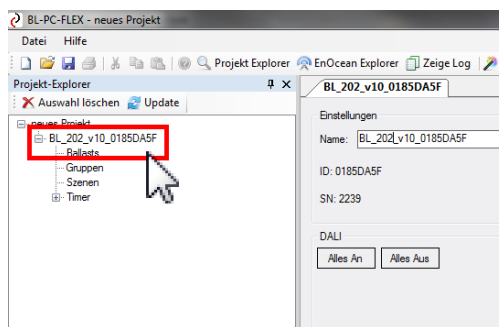 BL-PC-FLEX - neues Projekt
Datei Hilfe
Projekt Explorer EnOcean Explorer Zeige Log
Projekt-Explorer
Auswahl löschen Update
neues Projekt
BL_202_v10_0185DA5F
Ballasts
Gruppen
Szenen
Timer
BL_202_v10_0185DA5F
Einstellungen
Name: BL_202_v10_0185DA5F
ID: 0185DA5F
SN: 2239
DALI
Alles An Alles Aus